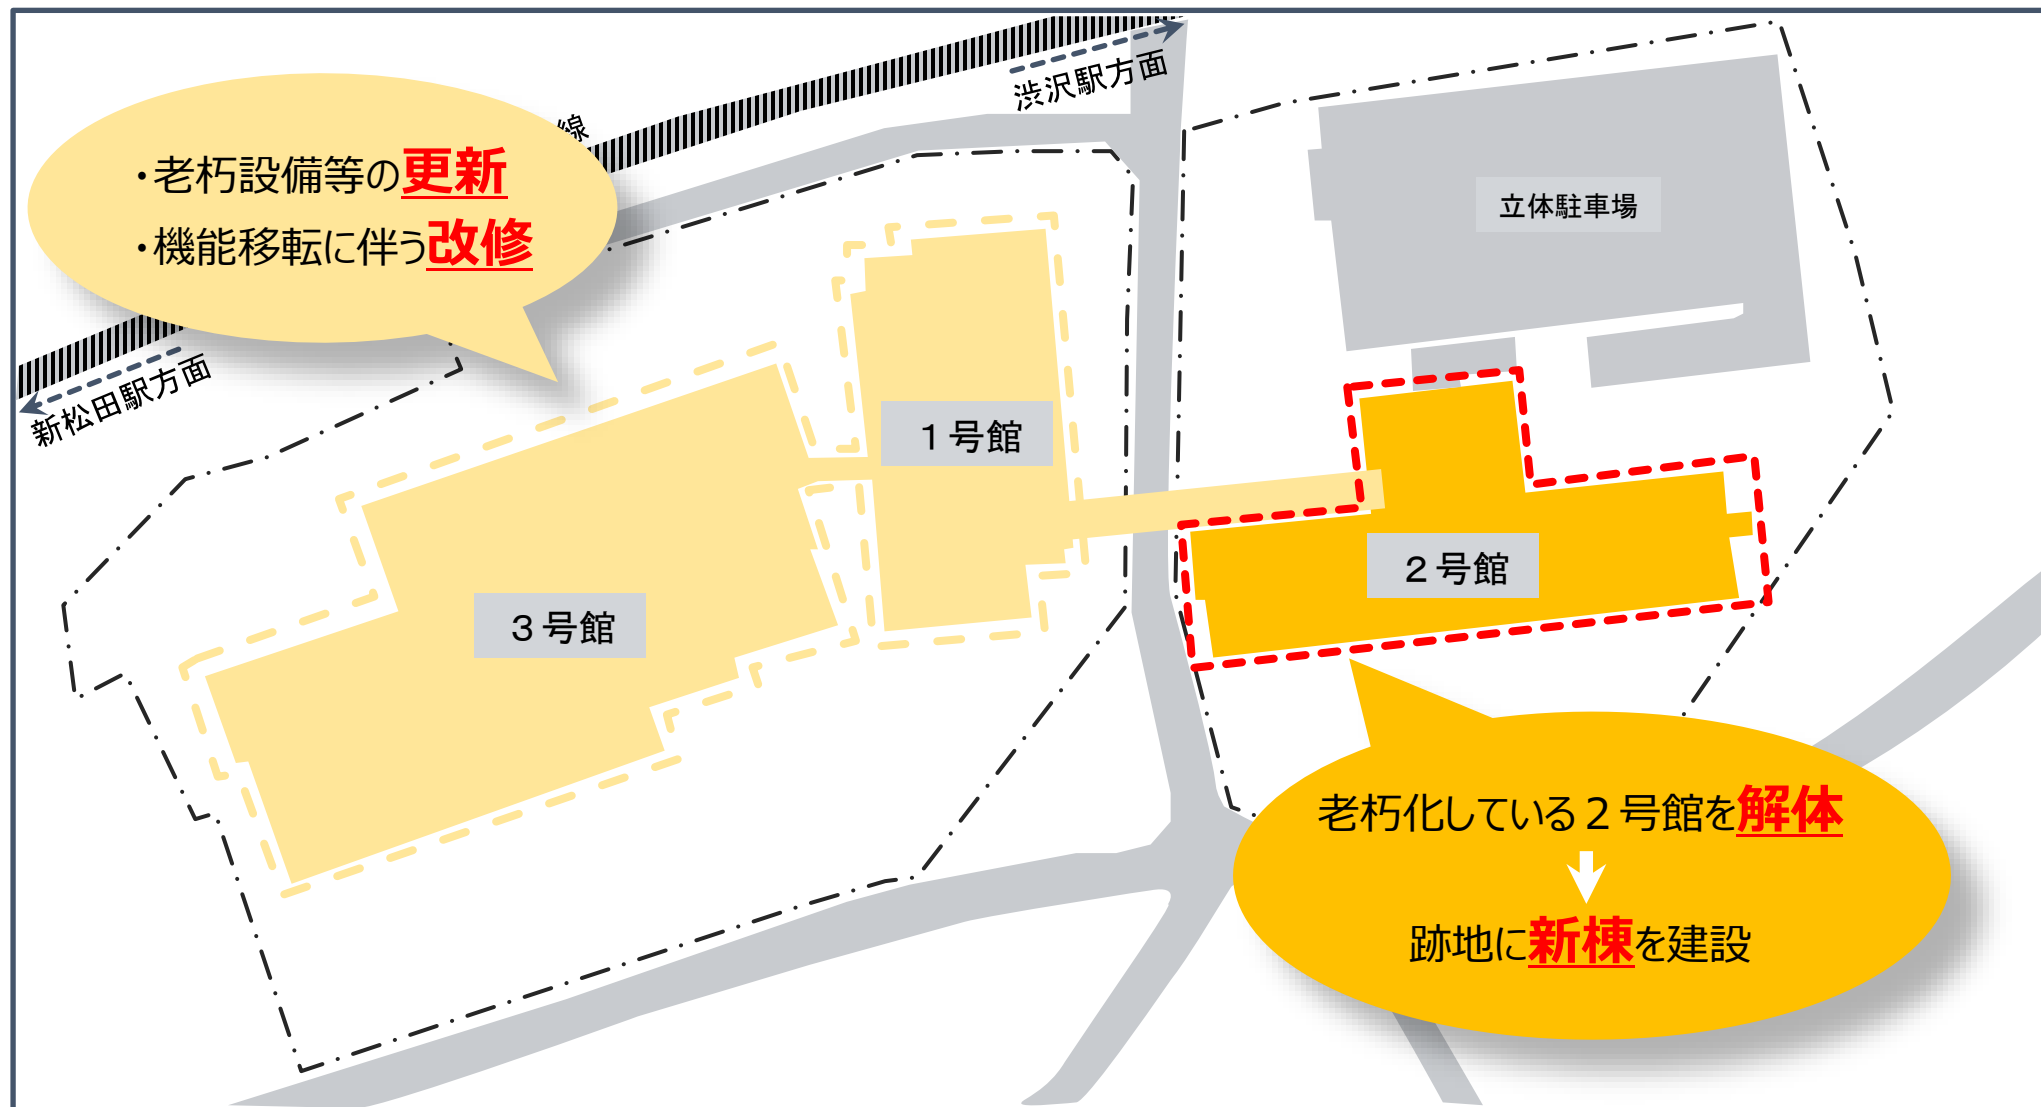 渋沢駅方面
線
・老朽設備等の更新
・機能移転に伴う改修
立体駐車場
新松田駅方面
１号館
２号館
３号館
老朽化している２号館を解体
跡地に新棟を建設